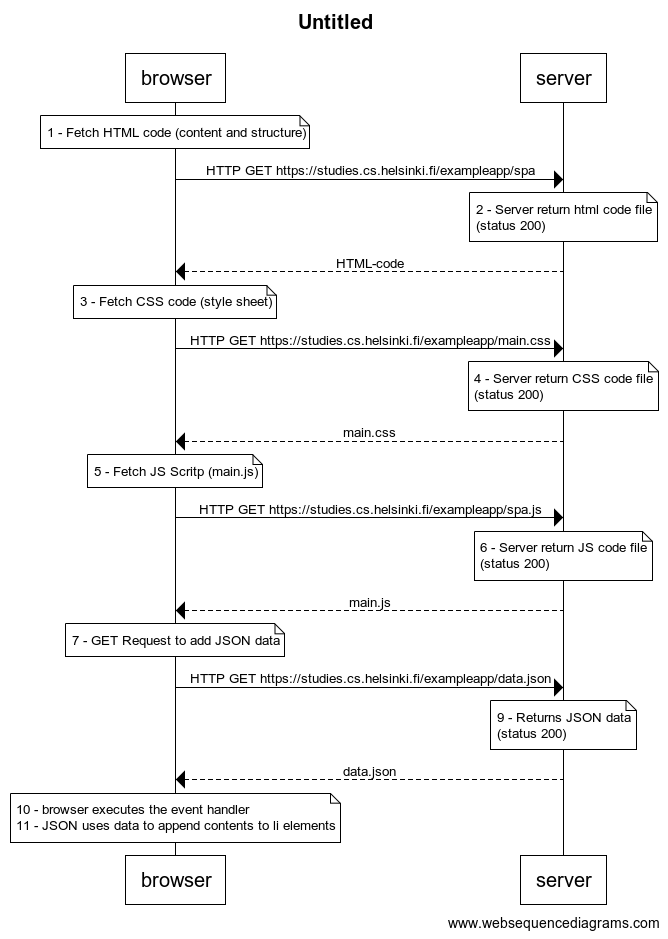 Untitled
browser
server
1 - Fetch HTML code (content and structure)
HTTP GET https://studies.cs.helsinki.fi/exampleapp/spa
2 - Server return html code file
(status 200)
HTML-code
3 - Fetch CSS code (style sheet)
HTTP GET https://studies.cs.helsinki.fi/exampleapp/main.css
4 - Server return CSS code file
(status 200)
main.css
5 - Fetch JS Scritp (main.js)
HTTP GET https://studies.cs.helsinki.fi/exampleapp/spa.js
6 - Server return JS code file
(status 200)
main.js
7 - GET Request to add JSON data
HTTP GET https://studies.cs.helsinki.fi/exampleapp/data.json
9 - Returns JSON data
(status 200)
data.json
10 - browser executes the event handler
11 - JSON uses data to append contents to li elements
browser
server
www.websequencediagrams.com